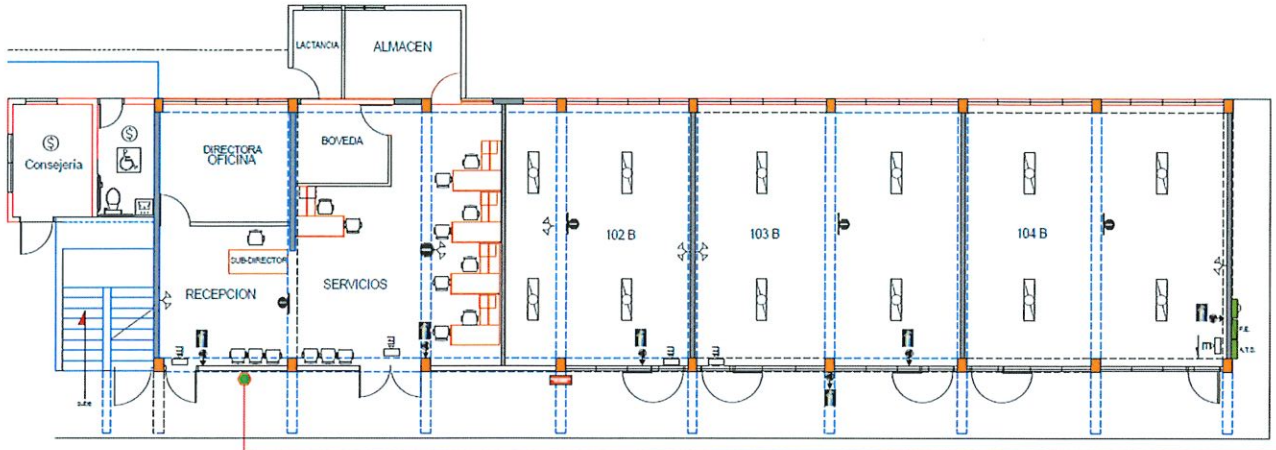 LACTANCIA
ALMACEN
Consejeria
DIRECTORA
OFICINA
BOVEDA
SUB-DIRECTOR
RECEPCION
SERVICIOS
102 B
103 B
104 B
F.E.
A.T.S.
SUBE